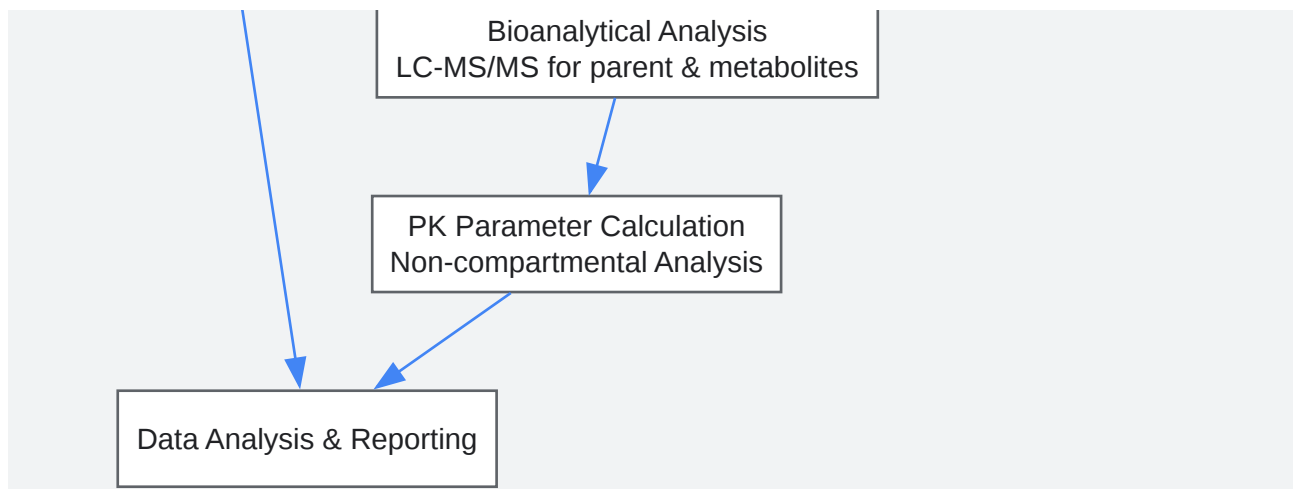 Bioanalytical Analysis
LC-MS/MS for parent & metabolites
PK Parameter Calculation
Non-compartmental Analysis
Data Analysis & Reporting